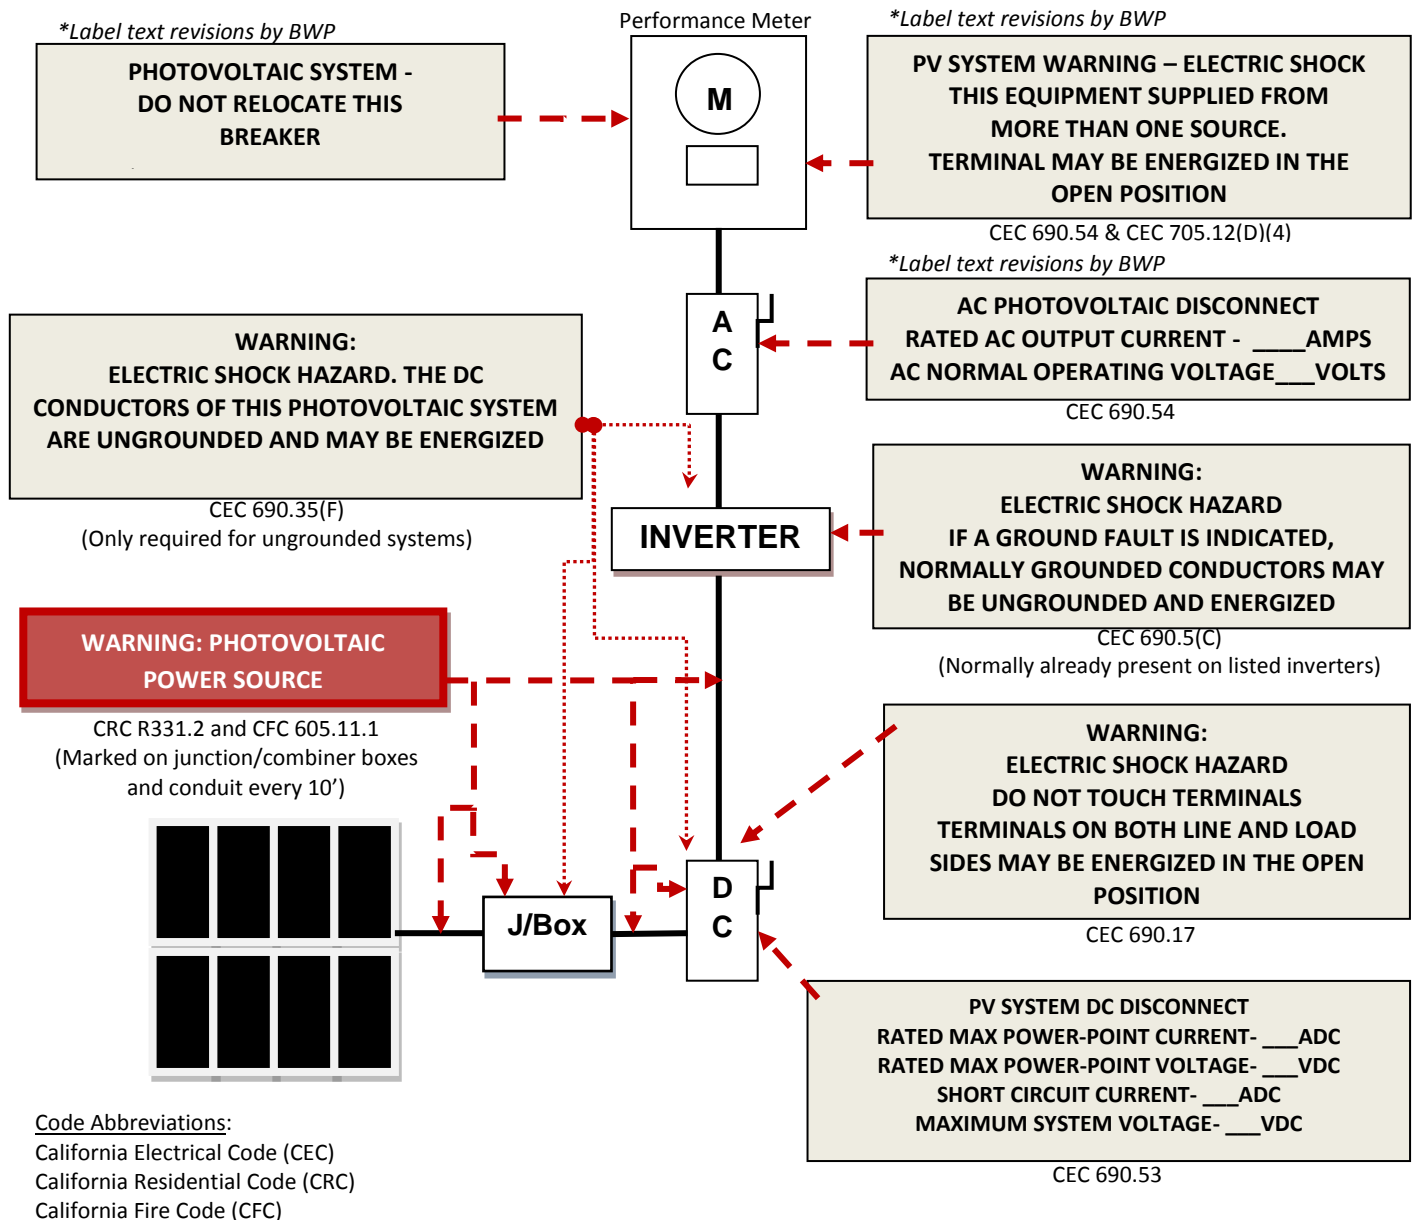 *Label text revisions by BWP
PHOTOVOLTAIC SYSTEM -
DO NOT RELOCATE THIS
BREAKER
Performance Meter
M
*Label text revisions by BWP
PV SYSTEM WARNING – ELECTRIC SHOCK
THIS EQUIPMENT SUPPLIED FROM
MORE THAN ONE SOURCE.
TERMINAL MAY BE ENERGIZED IN THE
OPEN POSITION
CEC 690.54 & CEC 705.12(D)(4)
*Label text revisions by BWP
AC PHOTOVOLTAIC DISCONNECT
RATED AC OUTPUT CURRENT - ____AMPS
AC NORMAL OPERATING VOLTAGE___VOLTS
CEC 690.54
A
C
WARNING:
ELECTRIC SHOCK HAZARD. THE DC
CONDUCTORS OF THIS PHOTOVOLTAIC SYSTEM
ARE UNGROUNDED AND MAY BE ENERGIZED
CEC 690.35(F)
(Only required for ungrounded systems)
INVERTER
WARNING:
ELECTRIC SHOCK HAZARD
IF A GROUND FAULT IS INDICATED,
NORMALLY GROUNDED CONDUCTORS MAY
BE UNGROUNDED AND ENERGIZED
CEC 690.5(C)
(Normally already present on listed inverters)
WARNING: PHOTOVOLTAIC
POWER SOURCE
CRC R331.2 and CFC 605.11.1
(Marked on junction/combiner boxes
and conduit every 10’)
WARNING:
ELECTRIC SHOCK HAZARD
DO NOT TOUCH TERMINALS
TERMINALS ON BOTH LINE AND LOAD
SIDES MAY BE ENERGIZED IN THE OPEN
POSITION
CEC 690.17
J/Box
D
C
PV SYSTEM DC DISCONNECT
RATED MAX POWER-POINT CURRENT- ___ADC
RATED MAX POWER-POINT VOLTAGE- ___VDC
SHORT CIRCUIT CURRENT- ___ADC
MAXIMUM SYSTEM VOLTAGE- ___VDC
CEC 690.53
Code Abbreviations:
California Electrical Code (CEC)
California Residential Code (CRC)
California Fire Code (CFC)